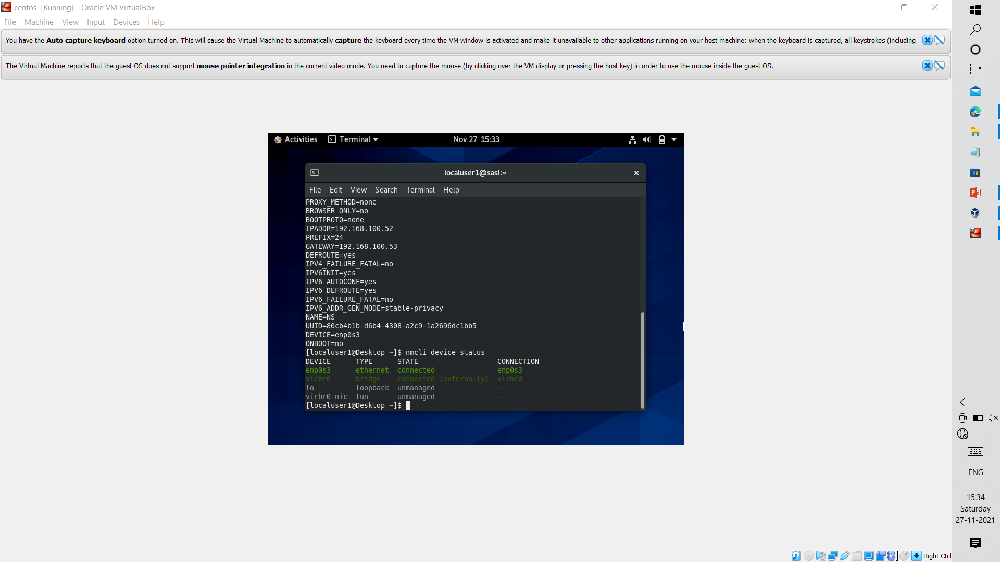 centos [Running] - Oracle VM VirtualBox
File Machine View Input Devices Help
You have the Auto capture keyboard option turned on. This will cause the Virtual Machine to automatically capture the keyboard every time the VM window is activated and make it unavailable to other applications running on your host machine: when the keyboard is captured, all keystrokes (including
The Virtual Machine reports that the guest OS does not support mouse pointer integration in the current video mode. You need to capture the mouse (by clicking over the VM display or pressing the host key) in order to use the mouse inside the guest OS.
Activities Terminal Nov 27 15:33
localuser1@sasi:~
File Edit View Search Terminal Help
PROXY_METHOD=none
BROWSER_ONLY=no
BOOTPROTO=none
IPADDR=192.168.100.52
PREFIX=24
GATEWAY=192.168.100.53
DEFROUTE=yes
IPV4_FAILURE_FATAL=no
IPV6INIT=yes
IPV6_AUTOCONF=yes
IPV6_DEFROUTE=yes
IPV6_FAILURE_FATAL=no
IPV6_ADDR_GEN_MODE=stable-privacy
NAME=NS
UUID=80cb4b1b-d6b4-4308-a2c9-1a2696dc1bb5
DEVICE=enp0s3
ONBOOT=no
[localuser1@Desktop ~]$ nmcli device status
DEVICE TYPE STATE CONNECTION
enp0s3 ethernet connected enp0s3
virbr0 bridge connected (externally) virbr0
lo loopback unmanaged --
virbr0-nic tun unmanaged --
[localuser1@Desktop ~]$
ENG
15:34
Saturday
27-11-2021
Right Ctrl